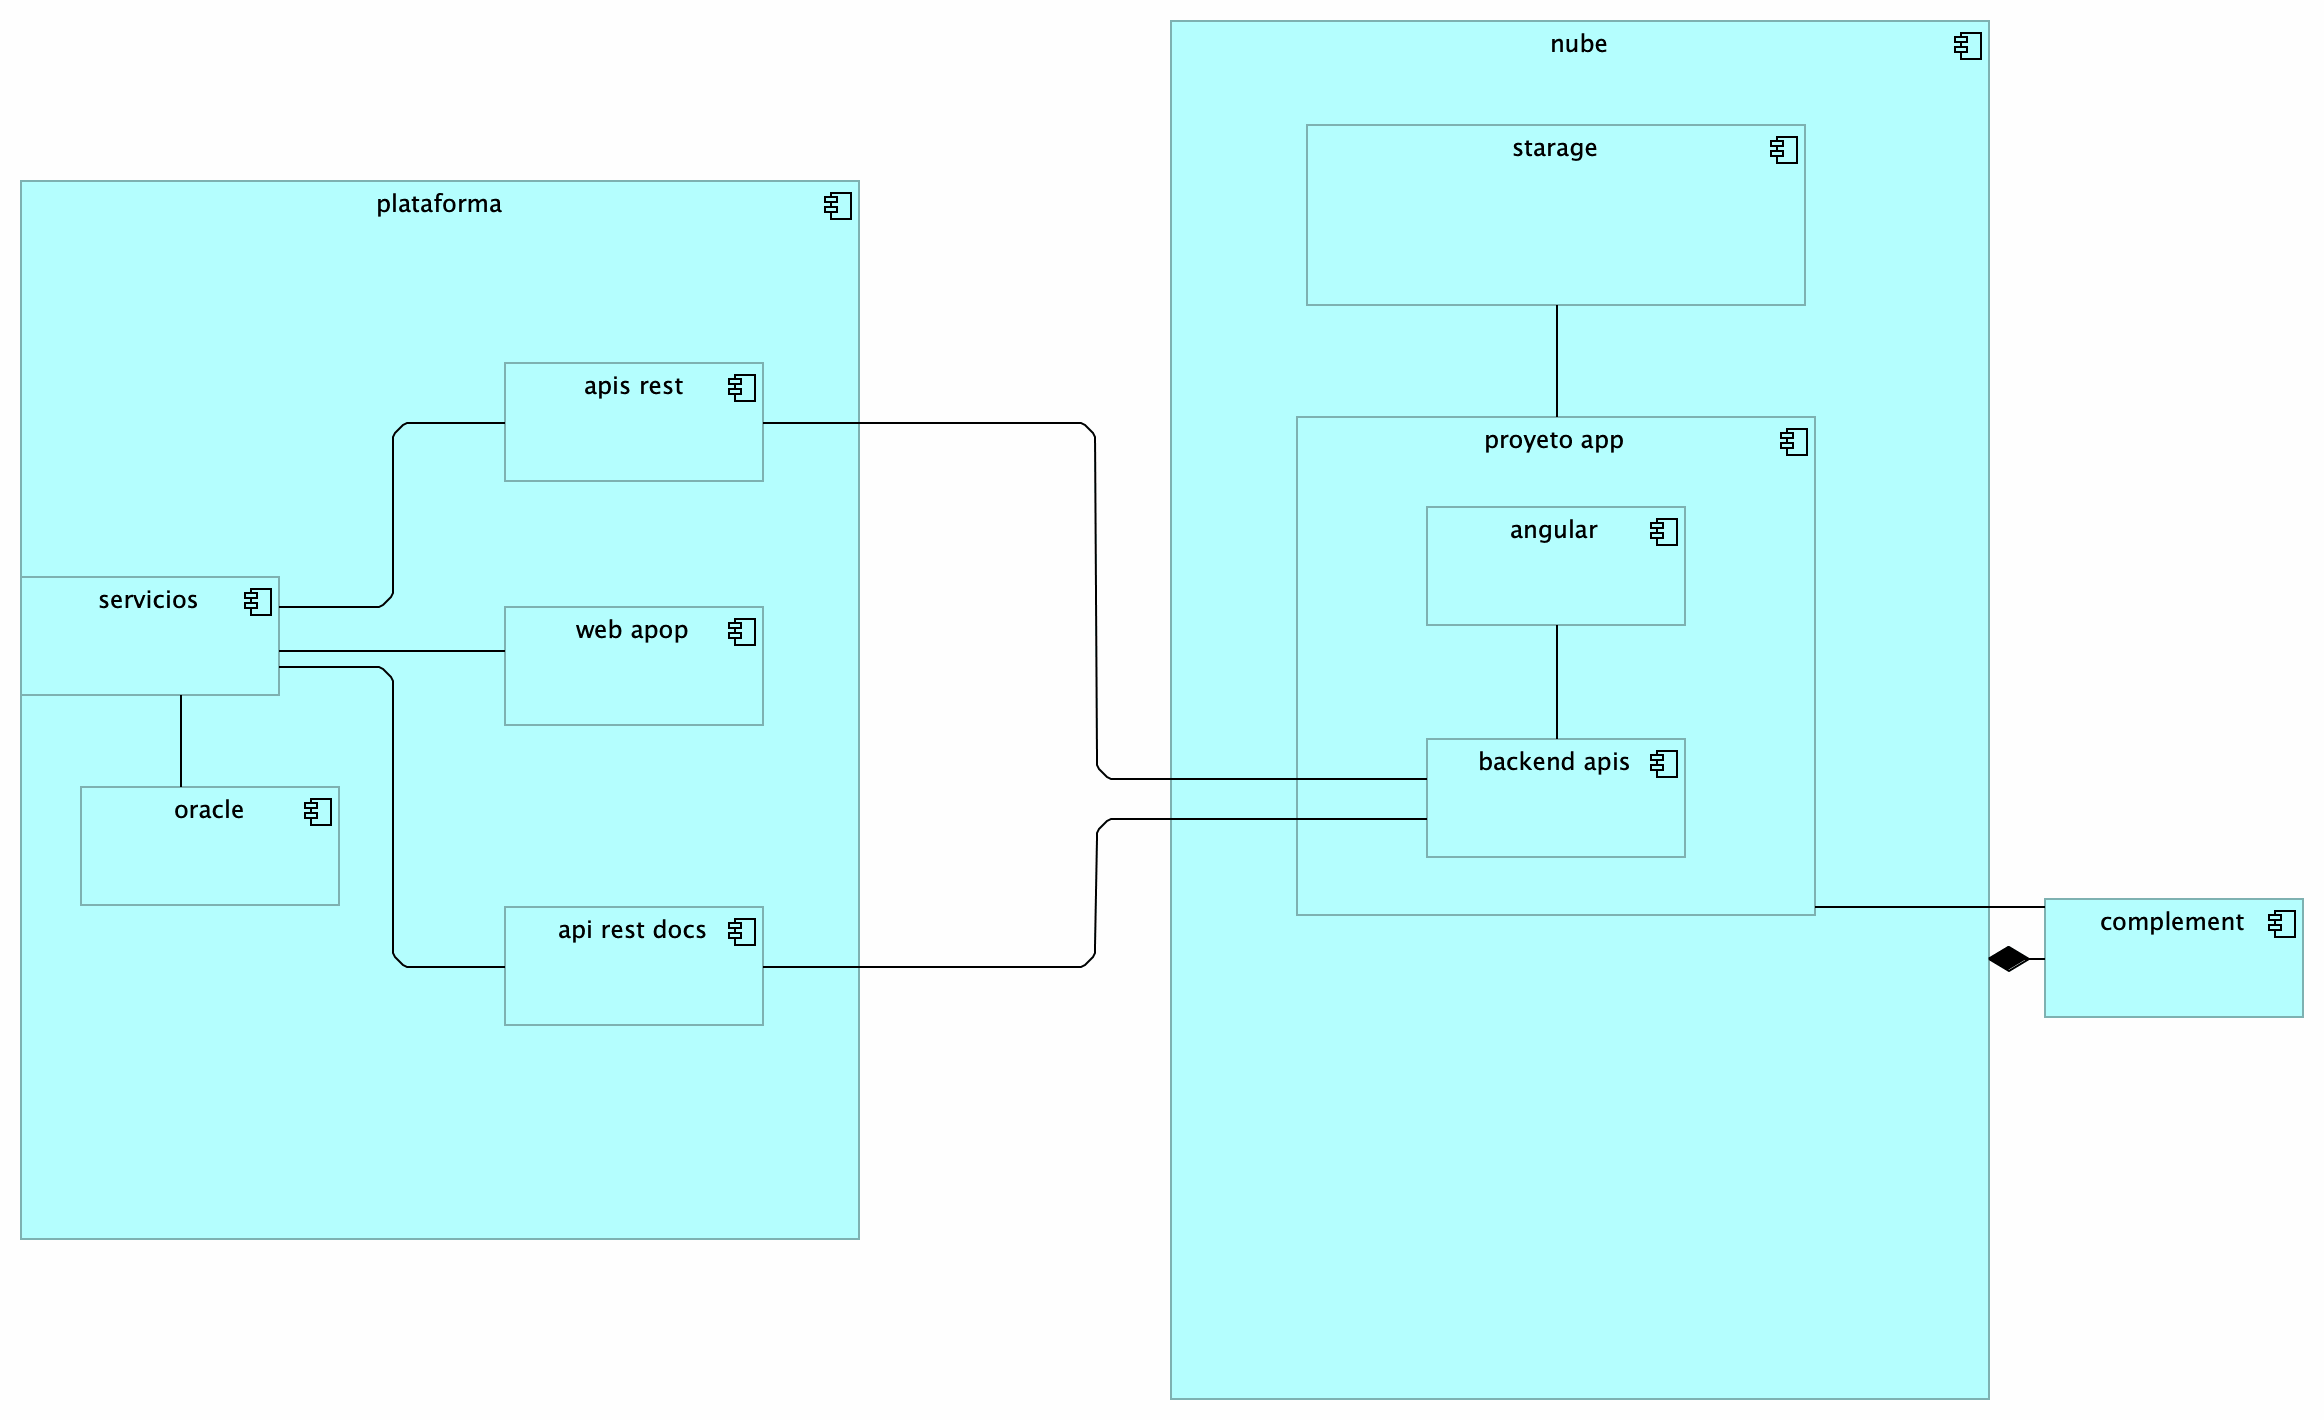 nube
starage
plataforma
apis rest
proyeto app
angular
servicios
web apop
backend apis
oracle
api rest docs
complement